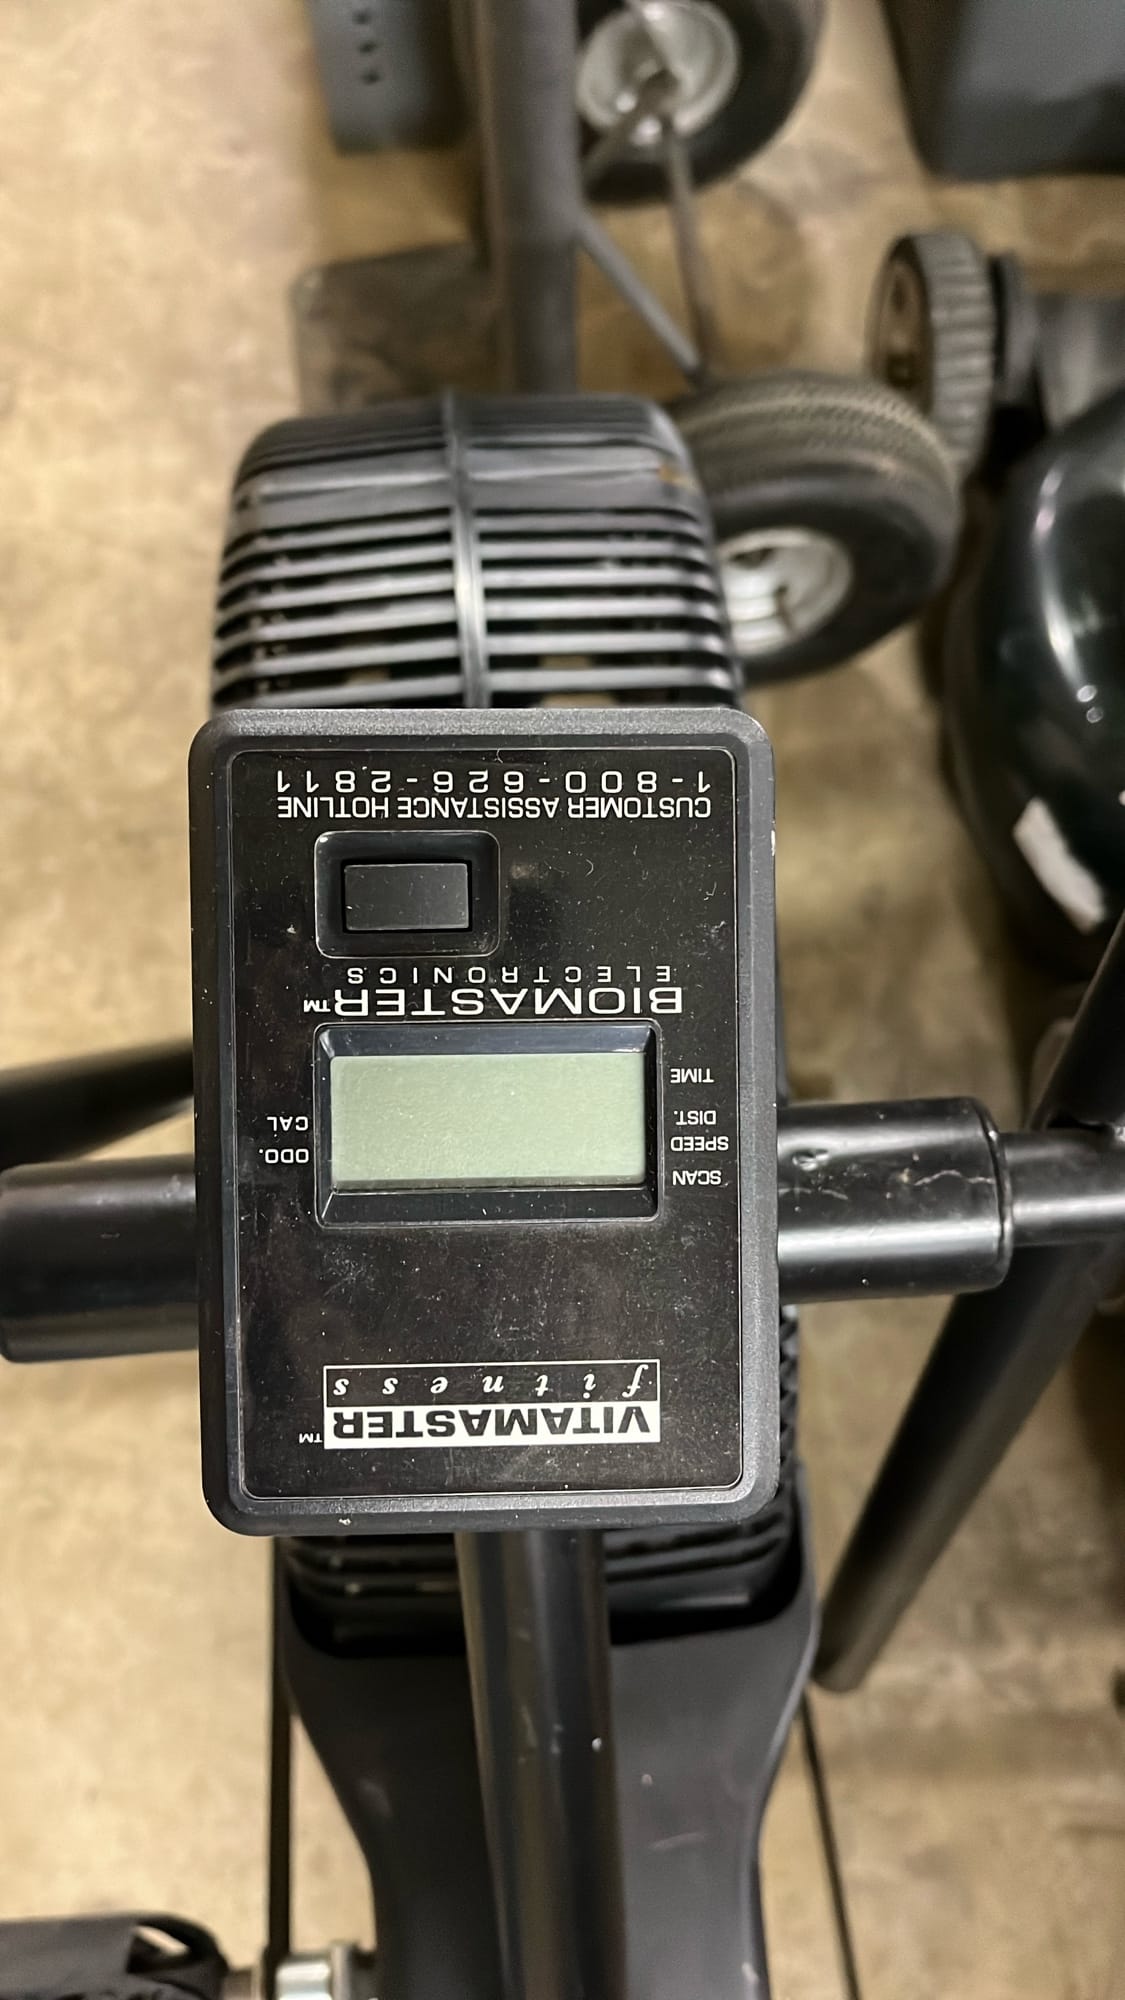 VITAMASTER™
fitness
SCAN
SPEED
DIST.
TIME
ODO.
CAL
BIOMASTER™
ELECTRONICS
CUSTOMER ASSISTANCE HOTLINE
1-800-626-2811